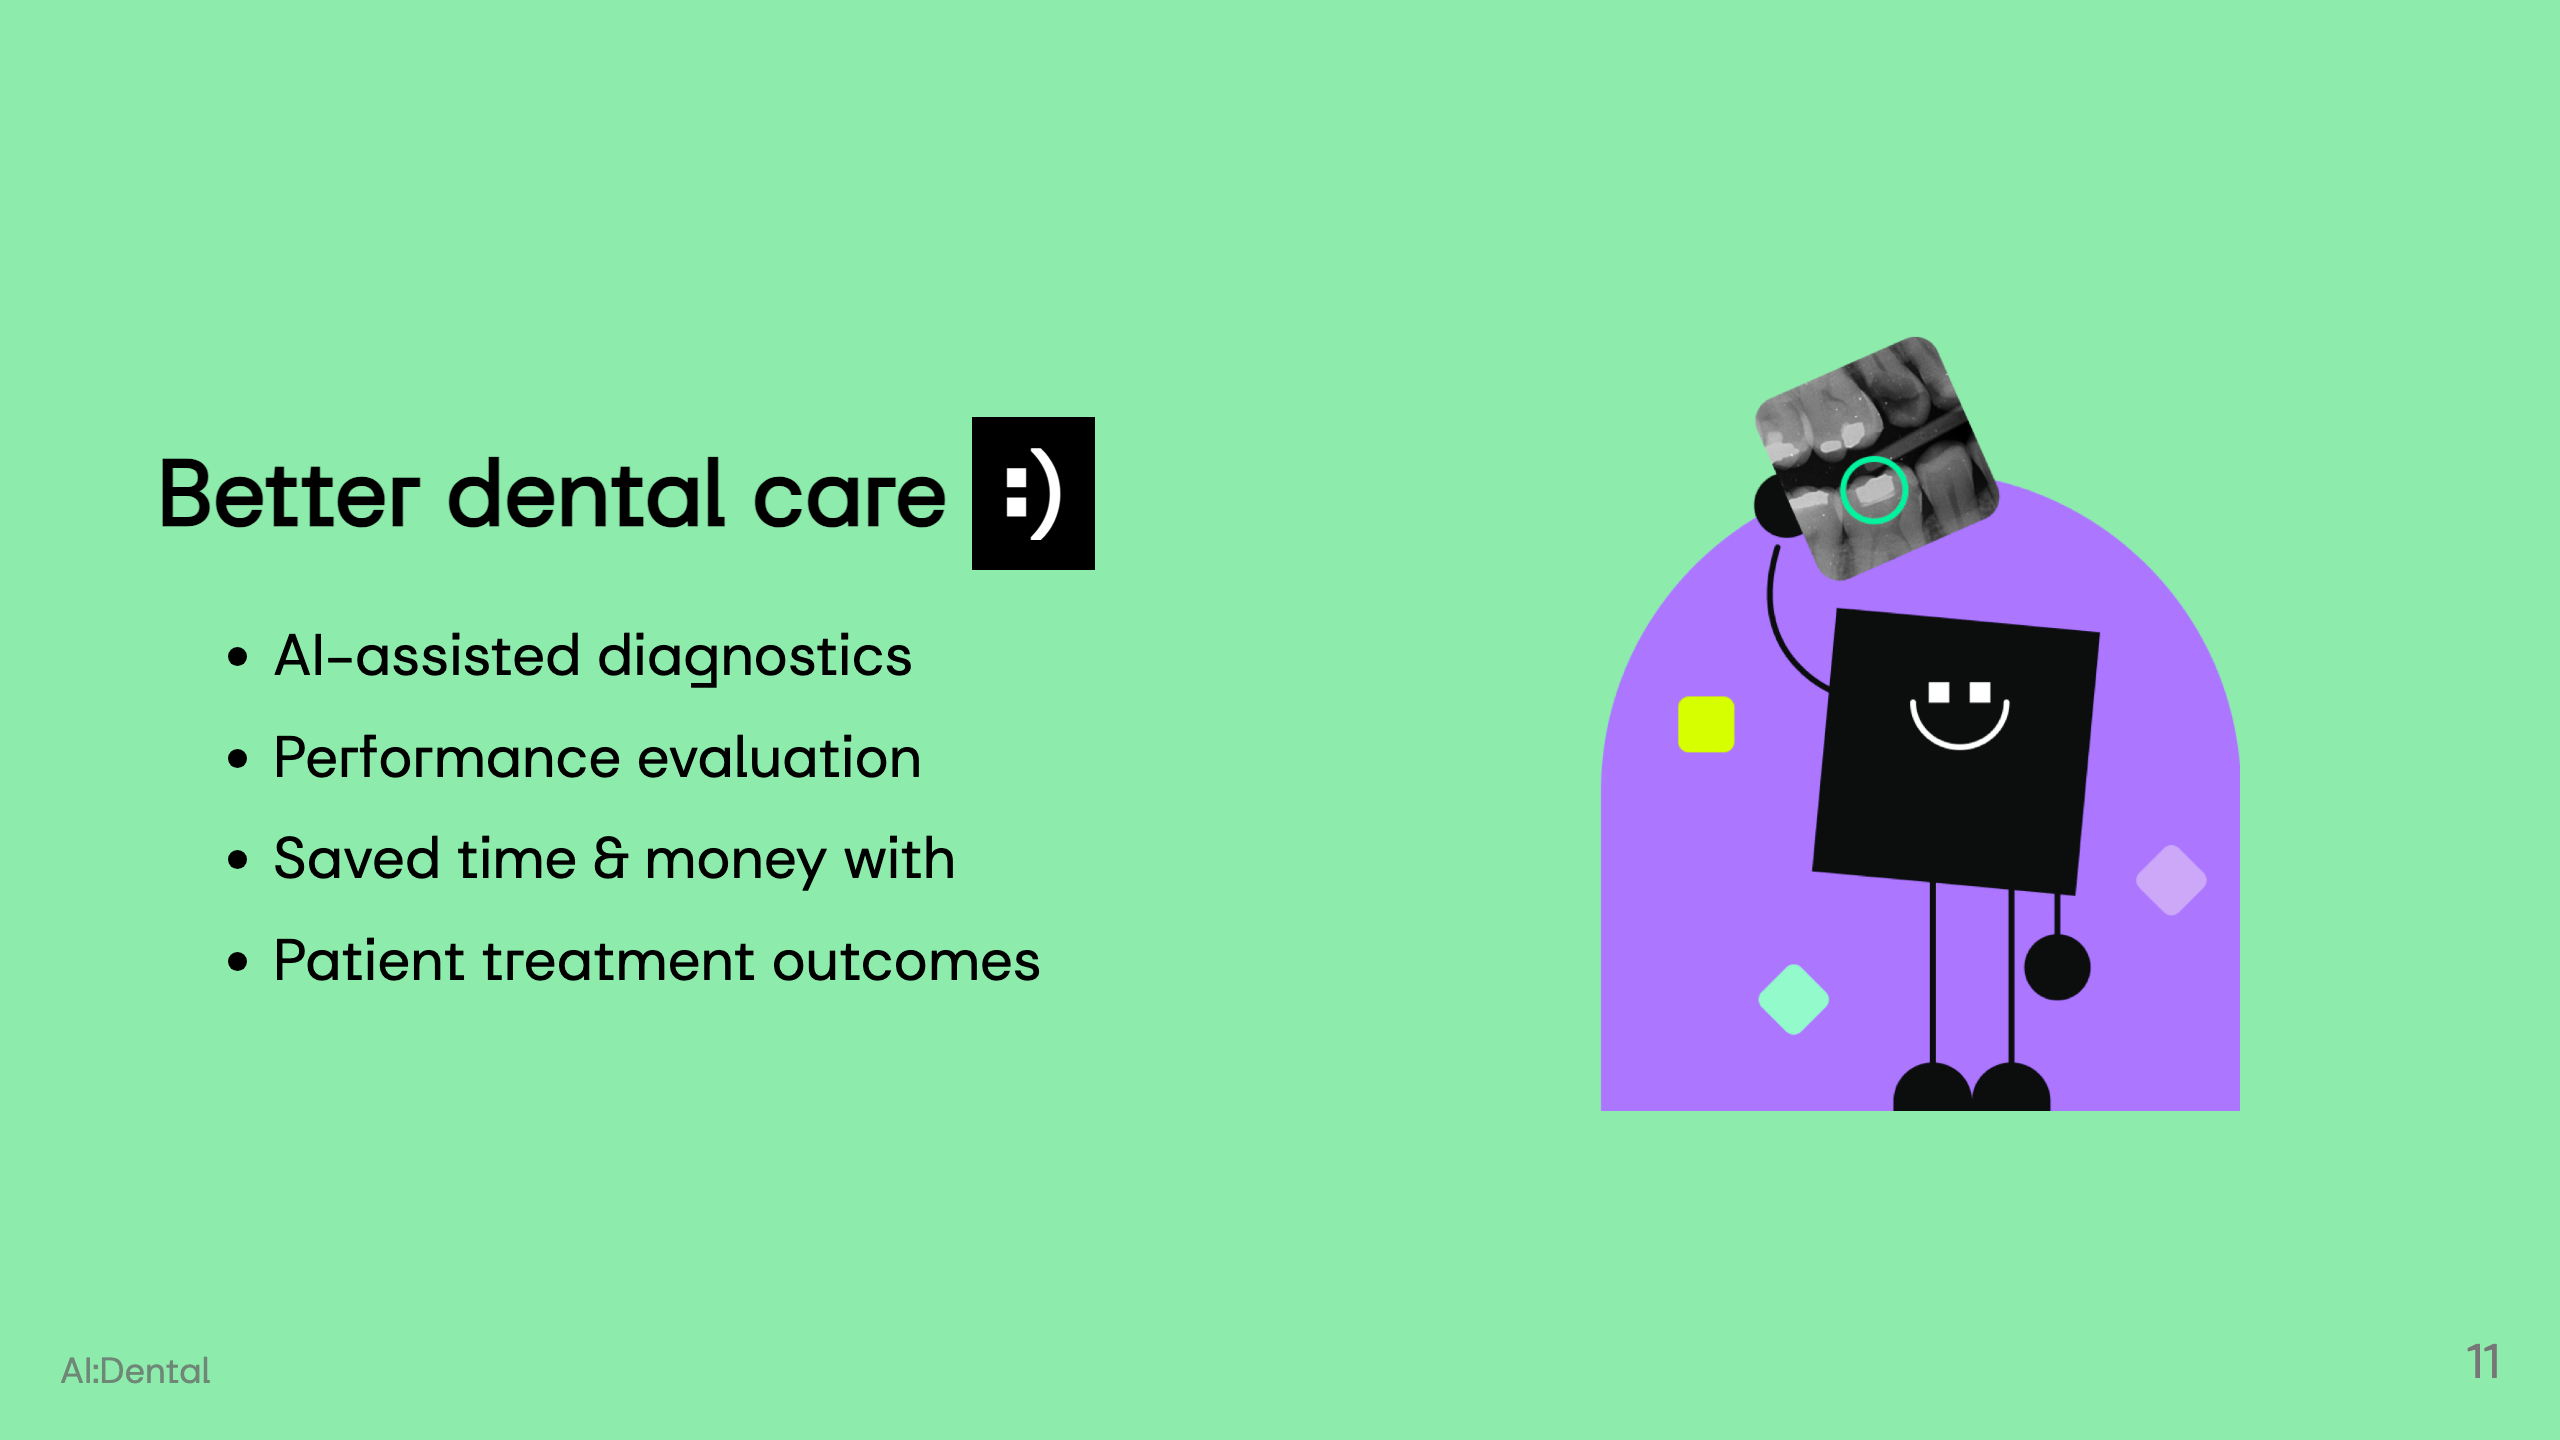 Better dental care :)
AI-assisted diagnostics
Performance evaluation
Saved time & money with
Patient treatment outcomes
AI:Dental
11